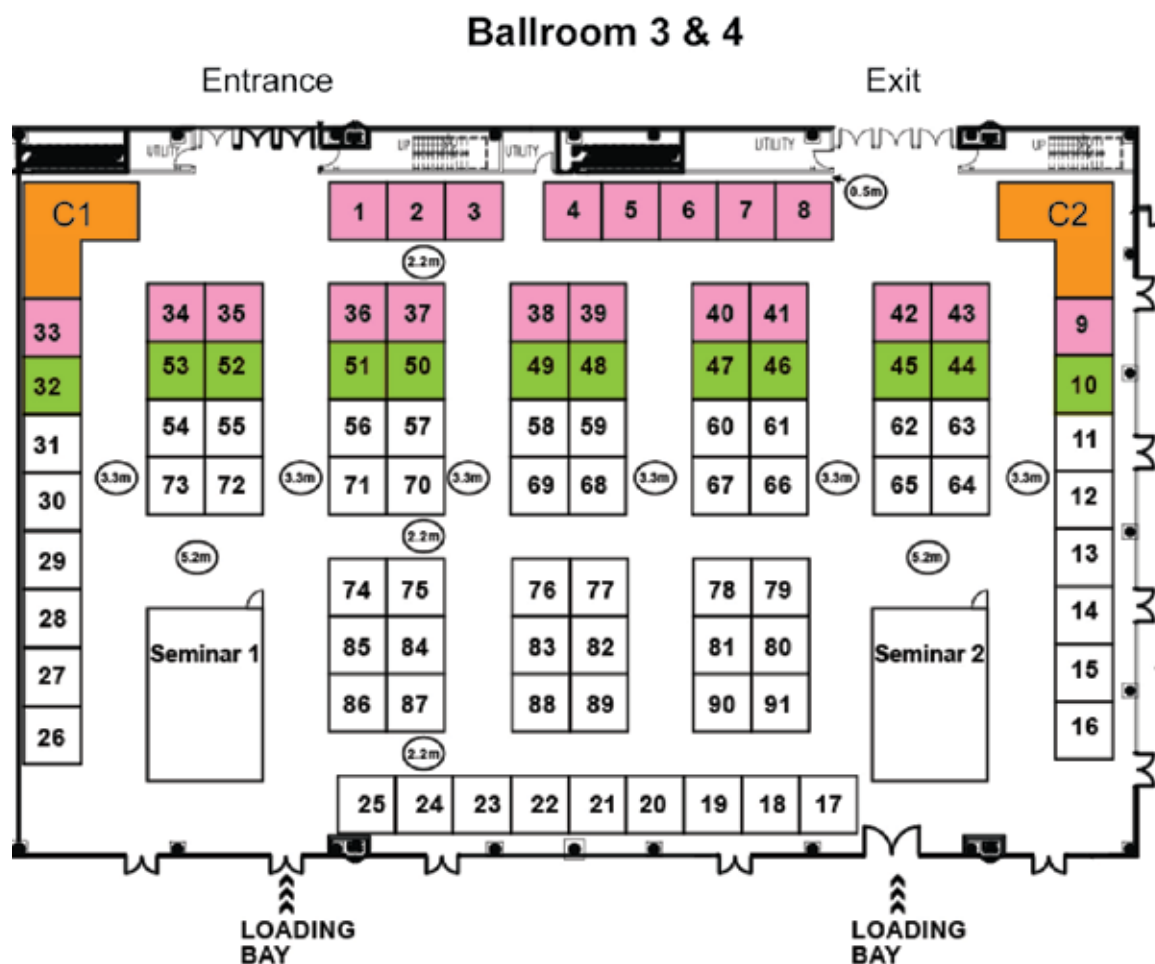 Ballroom 3 & 4
Entrance Exit
UTILITY UP UTILITY UTILITY UP
C1 1 2 3 4 5 6 7 8 0.5m C2
2.2m
33 34 35 36 37 38 39 40 41 42 43 9
32 53 52 51 50 49 48 47 46 45 44 10
31 54 55 56 57 58 59 60 61 62 63 11
3.3m 3.3m 3.3m 3.3m 3.3m 3.3m
30 73 72 71 70 69 68 67 66 65 64 12
2.2m
29 5.2m 5.2m 13
28 74 75 76 77 78 79 14
27 Seminar 1 85 84 83 82 81 80 Seminar 2 15
26 86 87 88 89 90 91 16
2.2m
25 24 23 22 21 20 19 18 17
LOADING LOADING
BAY BAY